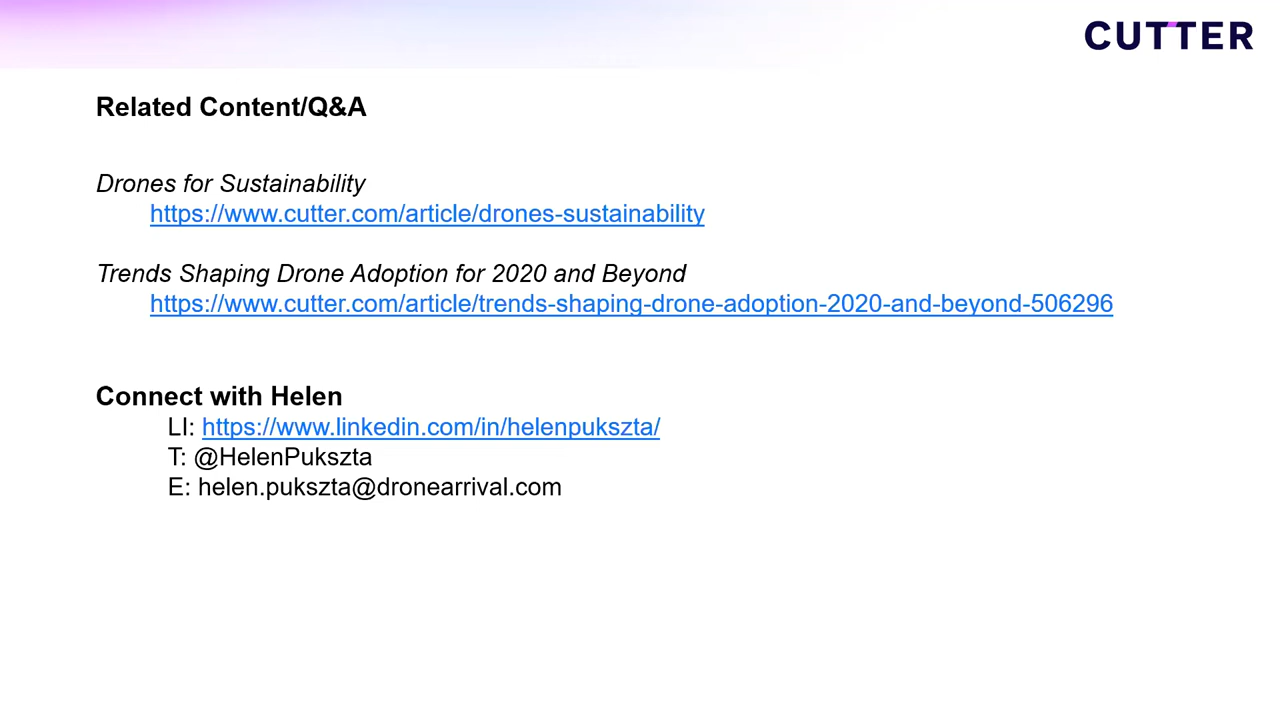 CUTTER
Related Content/Q&A
Drones for Sustainability
https://www.cutter.com/article/drones-sustainability
Trends Shaping Drone Adoption for 2020 and Beyond
https://www.cutter.com/article/trends-shaping-drone-adoption-2020-and-beyond-506296
Connect with Helen
LI: https://www.linkedin.com/in/helenpukszta/
T: @HelenPukszta
E: helen.pukszta@dronearrival.com